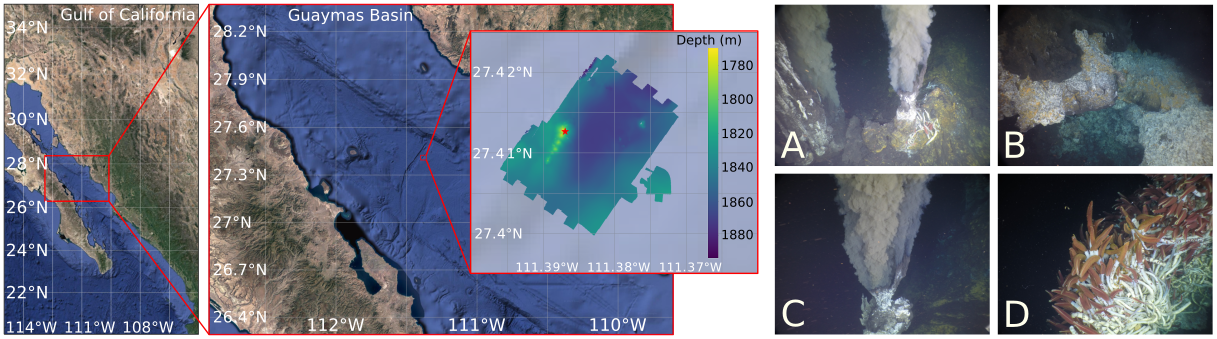 Gulf of California
34°N
32°N
30°N
28°N
26°N
24°N
22°N
114°W 111°W 108°W
Guaymas Basin
28.2°N
27.9°N
27.6°N
27.3°N
27°N
26.7°N
26.4°N
112°W
111°W
110°W
Depth (m)
27.42°N
27.41°N
27.4°N
111.39°W 111.38°W 111.37°W
1780
1800
1820
1840
1860
1880
A
B
C
D